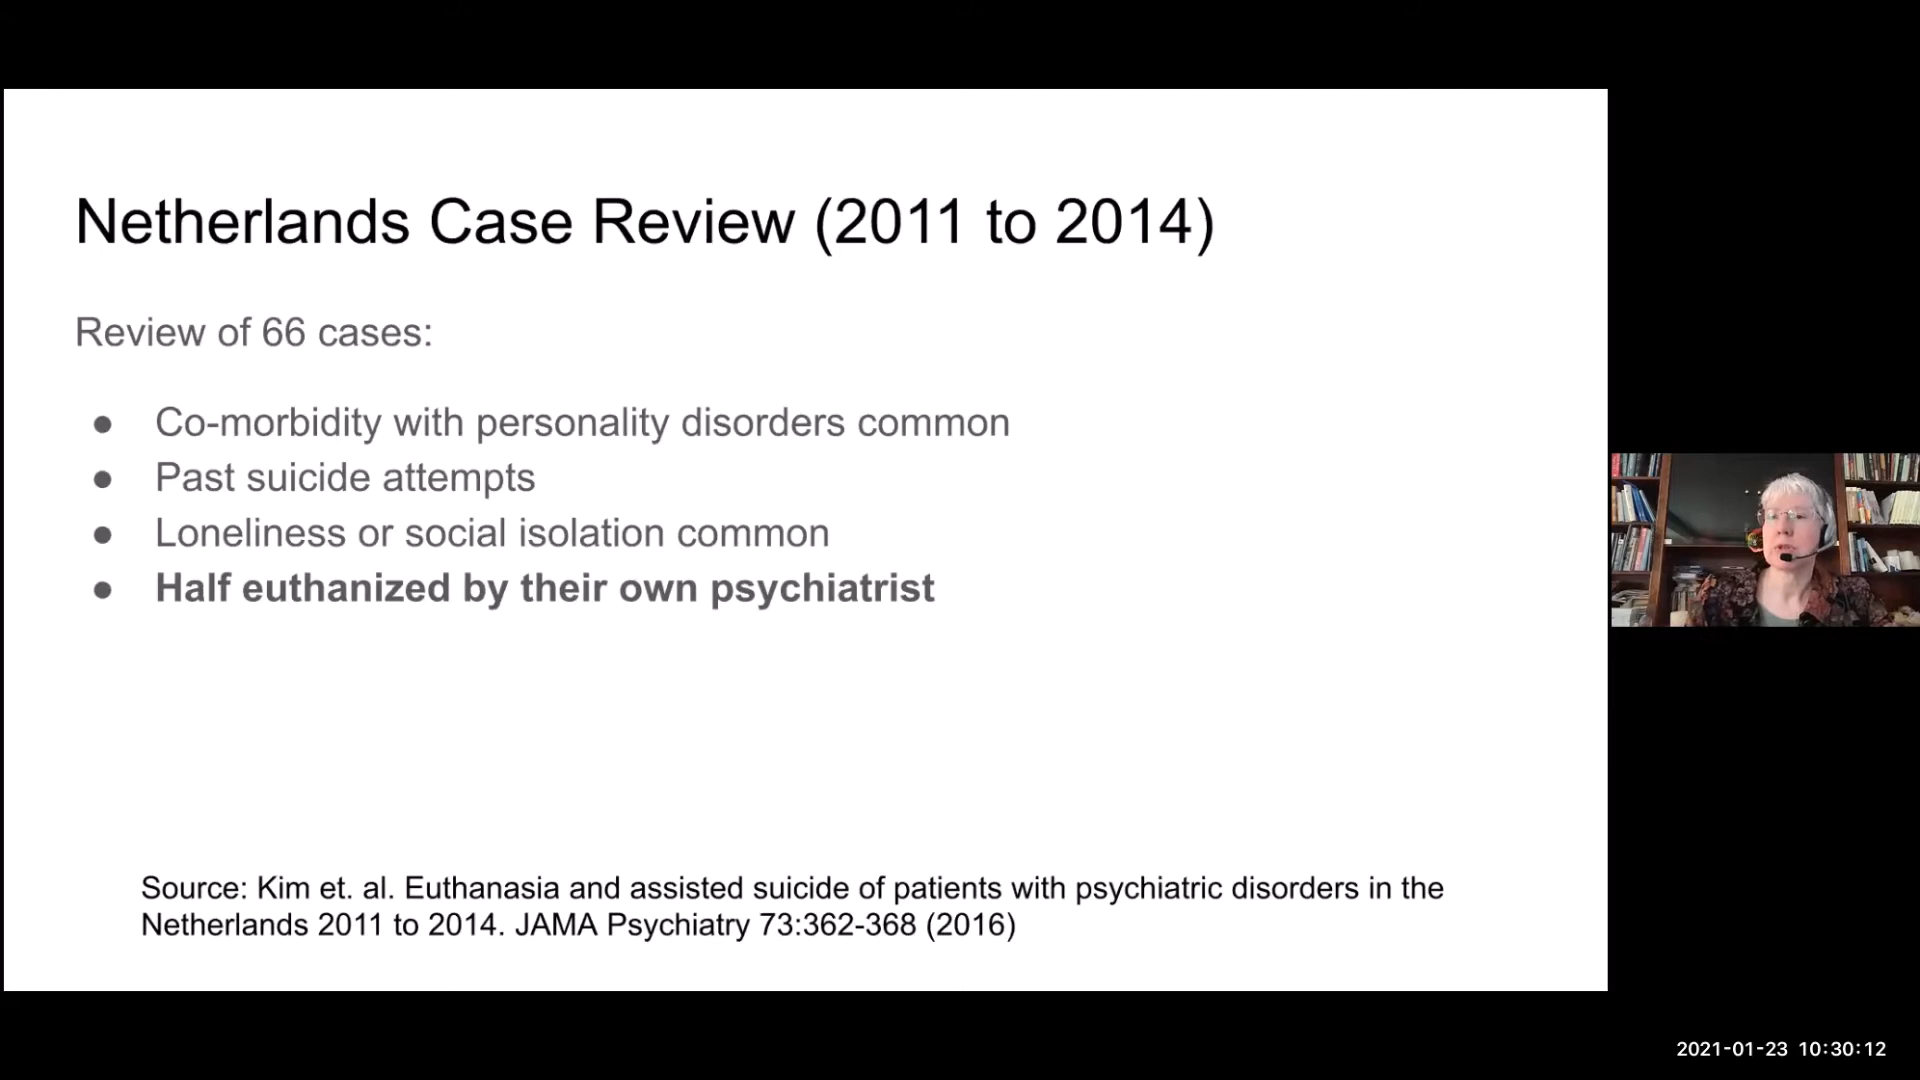 Netherlands Case Review (2011 to 2014)
Review of 66 cases:
● Co-morbidity with personality disorders common
● Past suicide attempts
● Loneliness or social isolation common
● Half euthanized by their own psychiatrist
Source: Kim et. al. Euthanasia and assisted suicide of patients with psychiatric disorders in the
Netherlands 2011 to 2014. JAMA Psychiatry 73:362-368 (2016)
2021-01-23 10:30:12